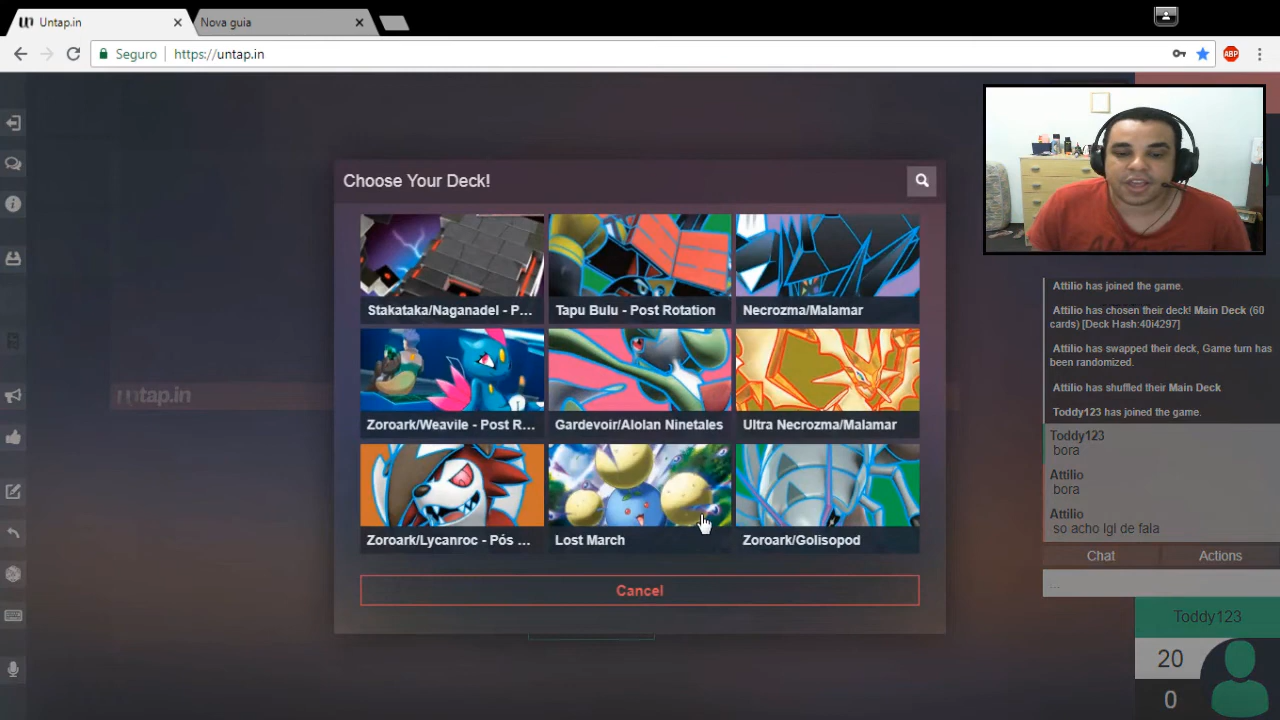 Untap.in
Nova guia
Seguro
https://untap.in
ABP
Choose Your Deck!
Stakataka/Naganadel - P...
Tapu Bulu - Post Rotation
Necrozma/Malamar
Zoroark/Weavile - Post R...
Gardevoir/Alolan Ninetales
Ultra Necrozma/Malamar
Zoroark/Lycanroc - Pós ...
Lost March
Zoroark/Golisopod
Cancel
Attilio has joined the game.
Attilio has chosen their deck! Main Deck (60
cards) [Deck Hash:40i4297]
Attilio has swapped their deck, Game turn has
been randomized.
Attilio has shuffled their Main Deck
Toddy123 has joined the game.
Toddy123
bora
Attilio
bora
Attilio
so acho lgl de fala
Chat
Actions
...
Toddy123
20
0